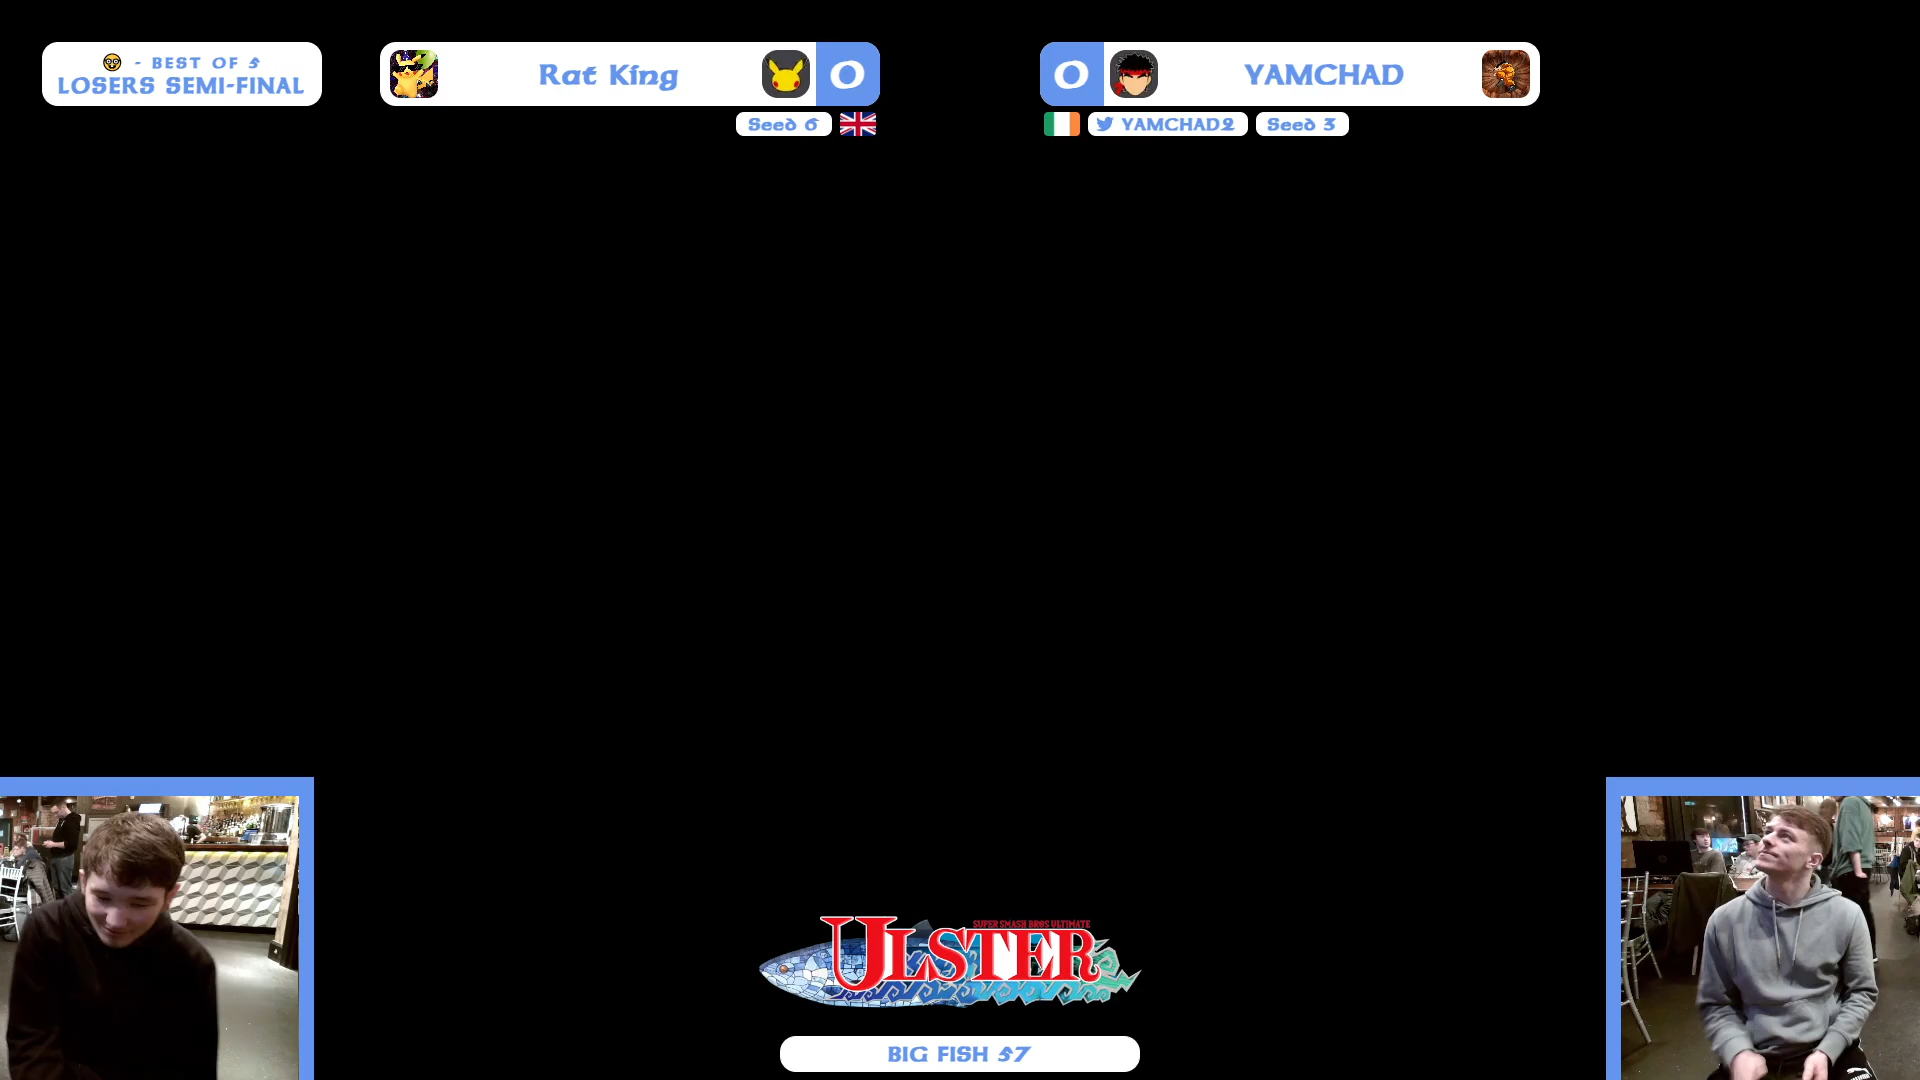 - BEST OF 5
LOSERS SEMI-FINAL
Rat King
0
Seed 6
0
YAMCHAD
YAMCHAD2
Seed 3
SUPER SMASH BROS ULTIMATE
ULSTER
BIG FISH 57